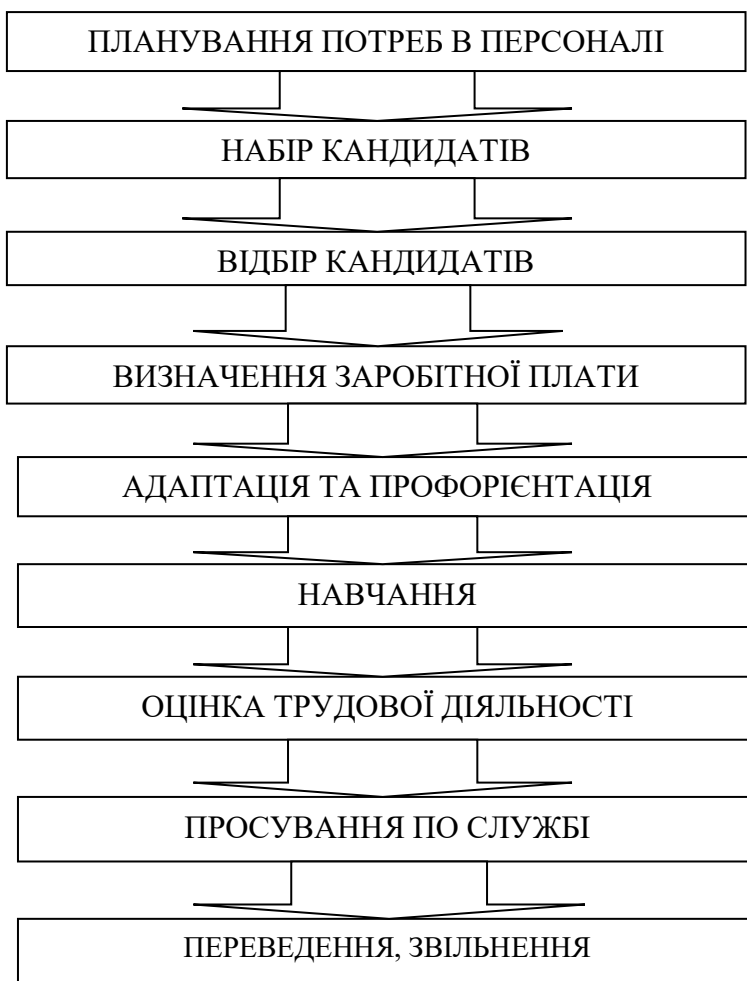 ПЛАНУВАННЯ ПОТРЕБ В ПЕРСОНАЛІ
НАБІР КАНДИДАТІВ
ВІДБІР КАНДИДАТІВ
ВИЗНАЧЕННЯ ЗАРОБІТНОЇ ПЛАТИ
АДАПТАЦІЯ ТА ПРОФОРІЄНТАЦІЯ
НАВЧАННЯ
ОЦІНКА ТРУДОВОЇ ДІЯЛЬНОСТІ
ПРОСУВАННЯ ПО СЛУЖБІ
ПЕРЕВЕДЕННЯ, ЗВІЛЬНЕННЯ